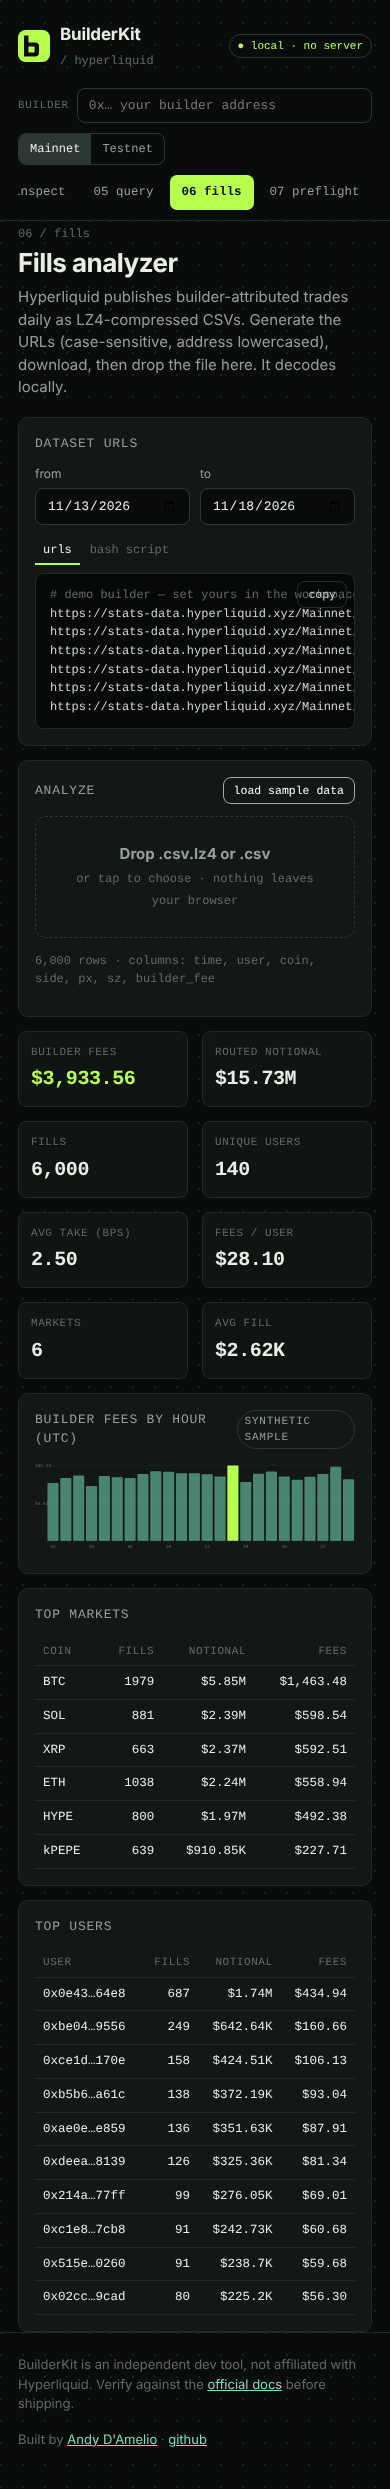 b BuilderKit
/ hyperliquid
● local · no server
BUILDER 0x… your builder address
Mainnet Testnet
nspect 05 query 06 fills 07 preflight
06 / fills
Fills analyzer
Hyperliquid publishes builder-attributed trades
daily as LZ4-compressed CSVs. Generate the
URLs (case-sensitive, address lowercased),
download, then drop the file here. It decodes
locally.
DATASET URLS
from to
11/13/2026 11/18/2026
urls bash script
# demo builder — set yours in the workspace
copy
https://stats-data.hyperliquid.xyz/Mainnet/
https://stats-data.hyperliquid.xyz/Mainnet/
https://stats-data.hyperliquid.xyz/Mainnet/
https://stats-data.hyperliquid.xyz/Mainnet/
https://stats-data.hyperliquid.xyz/Mainnet/
https://stats-data.hyperliquid.xyz/Mainnet/
ANALYZE load sample data
Drop .csv.lz4 or .csv
or tap to choose · nothing leaves
your browser
6,000 rows · columns: time, user, coin,
side, px, sz, builder_fee
BUILDER FEES ROUTED NOTIONAL
$3,933.56 $15.73M
FILLS UNIQUE USERS
6,000 140
AVG TAKE (BPS) FEES / USER
2.50 $28.10
MARKETS AVG FILL
6 $2.62K
BUILDER FEES BY HOUR
(UTC)
SYNTHETIC
SAMPLE
TOP MARKETS
COIN FILLS NOTIONAL FEES
BTC 1979 $5.85M $1,463.48
SOL 881 $2.39M $598.54
XRP 663 $2.37M $592.51
ETH 1038 $2.24M $558.94
HYPE 800 $1.97M $492.38
kPEPE 639 $910.85K $227.71
TOP USERS
USER FILLS NOTIONAL FEES
0x0e43…64e8 687 $1.74M $434.94
0xbe04…9556 249 $642.64K $160.66
0xce1d…170e 158 $424.51K $106.13
0xb5b6…a61c 138 $372.19K $93.04
0xae0e…e859 136 $351.63K $87.91
0xdeea…8139 126 $325.36K $81.34
0x214a…77ff 99 $276.05K $69.01
0xc1e8…7cb8 91 $242.73K $60.68
0x515e…0260 91 $238.7K $59.68
0x02cc…9cad 80 $225.2K $56.30
BuilderKit is an independent dev tool, not affiliated with
Hyperliquid. Verify against the official docs before
shipping.
Built by Andy D'Amelio · github